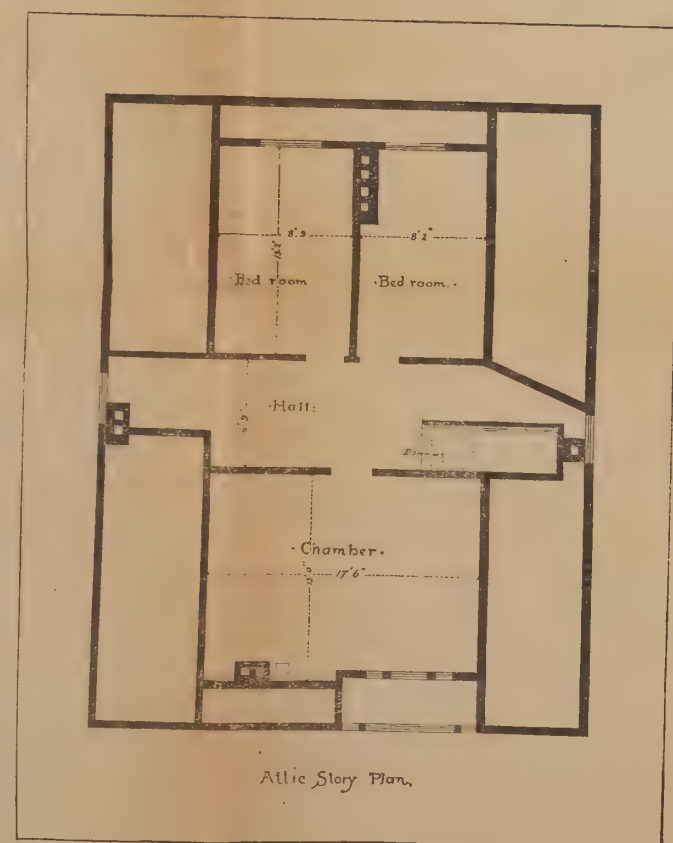 8'9
8'2"
·Bed room
·Bed room.·
·Hall·
·Chamber·
17'6"
Attic Story Plan.